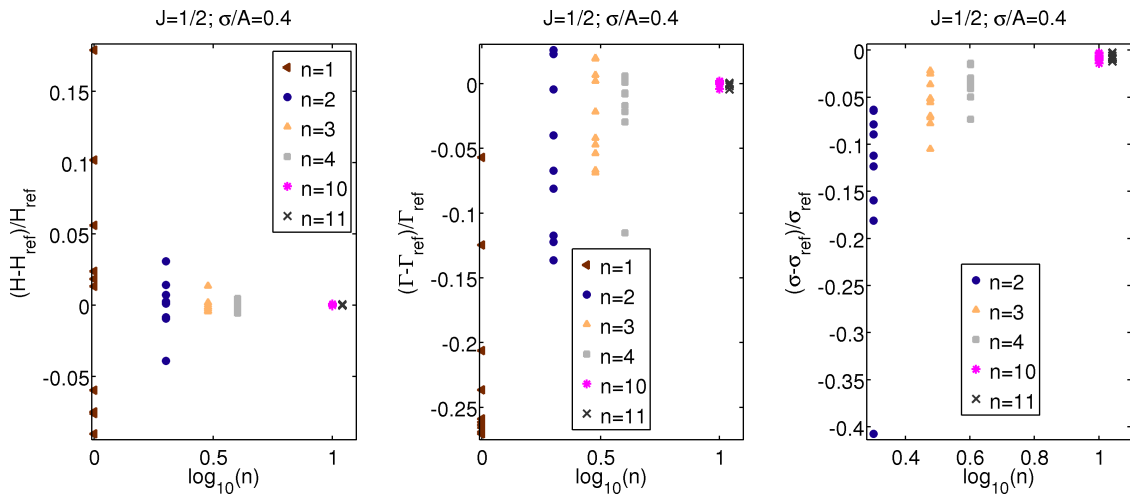 J=1/2; σ/A=0.4
(H-H_ref)/H_ref
0.15
0.1
0.05
0
-0.05
0
0.5
1
log_10(n)
n=1
n=2
n=3
n=4
n=10
n=11
J=1/2; σ/A=0.4
(Γ-Γ_ref)/Γ_ref
0
-0.05
-0.1
-0.15
-0.2
-0.25
0
0.5
1
log_10(n)
n=1
n=2
n=3
n=4
n=10
n=11
J=1/2; σ/A=0.4
(σ-σ_ref)/σ_ref
0
-0.05
-0.1
-0.15
-0.2
-0.25
-0.3
-0.35
-0.4
0.4
0.6
0.8
1
log_10(n)
n=2
n=3
n=4
n=10
n=11